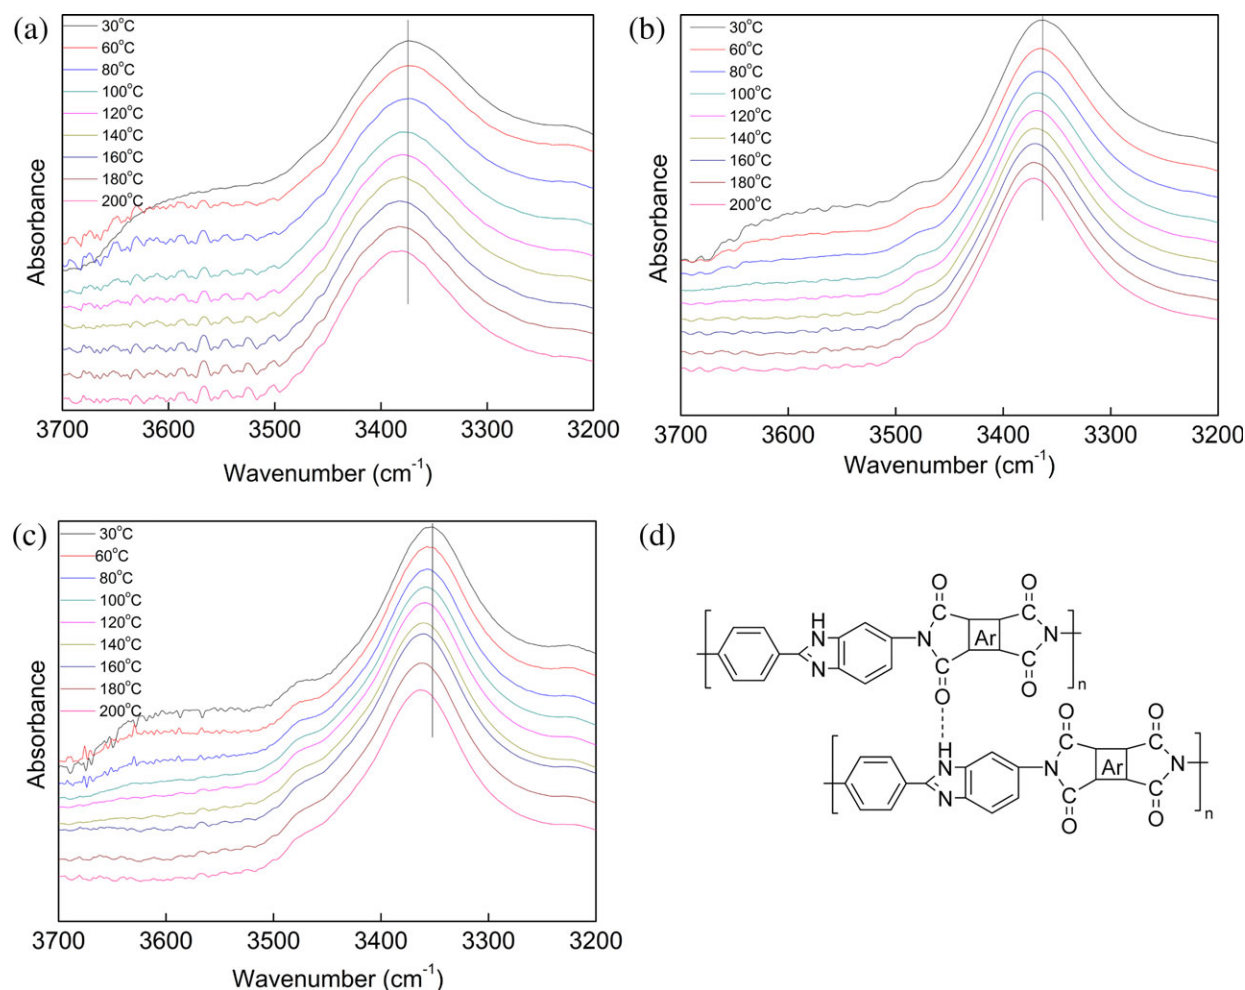 (a)
30°C
60°C
80°C
100°C
120°C
140°C
160°C
180°C
200°C
Absorbance
3700 3600 3500 3400 3300 3200
Wavenumber (cm⁻¹)
(b)
30°C
60°C
80°C
100°C
120°C
140°C
160°C
180°C
200°C
Absorbance
3700 3600 3500 3400 3300 3200
Wavenumber (cm⁻¹)
(c)
30°C
60°C
80°C
100°C
120°C
140°C
160°C
180°C
200°C
Absorbance
3700 3600 3500 3400 3300 3200
Wavenumber (cm⁻¹)
(d)
O O
H C C
N N Ar N
N C C n
O O
O O
H C C
N N Ar N
N C C n
O O